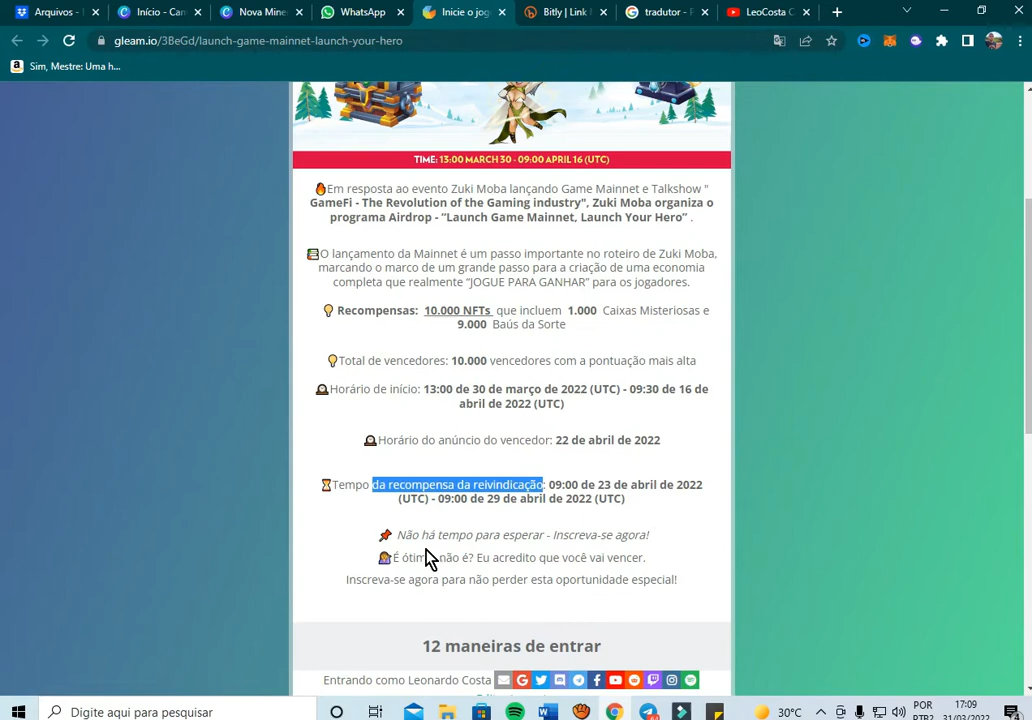 Arquivos -
Início - Can
Nova Mine
WhatsApp
Inicie o jog
Bitly | Link
tradutor - P
LeoCosta C
gleam.io/3BeGd/launch-game-mainnet-launch-your-hero
Sim, Mestre: Uma h...
TIME: 13:00 MARCH 30 - 09:00 APRIL 16 (UTC)
Em resposta ao evento Zuki Moba lançando Game Mainnet e Talkshow "
GameFi - The Revolution of the Gaming industry", Zuki Moba organiza o
programa Airdrop - “Launch Game Mainnet, Launch Your Hero” .
O lançamento da Mainnet é um passo importante no roteiro de Zuki Moba,
marcando o marco de um grande passo para a criação de uma economia
completa que realmente “JOGUE PARA GANHAR” para os jogadores.
Recompensas: 10.000 NFTs que incluem 1.000 Caixas Misteriosas e
9.000 Baús da Sorte
Total de vencedores: 10.000 vencedores com a pontuação mais alta
Horário de início: 13:00 de 30 de março de 2022 (UTC) - 09:30 de 16 de
abril de 2022 (UTC)
Horário do anúncio do vencedor: 22 de abril de 2022
Tempo da recompensa da reivindicação: 09:00 de 23 de abril de 2022
(UTC) - 09:00 de 29 de abril de 2022 (UTC)
Não há tempo para esperar - Inscreva-se agora!
É ótimo, não é? Eu acredito que você vai vencer.
Inscreva-se agora para não perder esta oportunidade especial!
12 maneiras de entrar
Entrando como Leonardo Costa
Digite aqui para pesquisar
30°C
POR
PTB2
17:09
31/03/2022